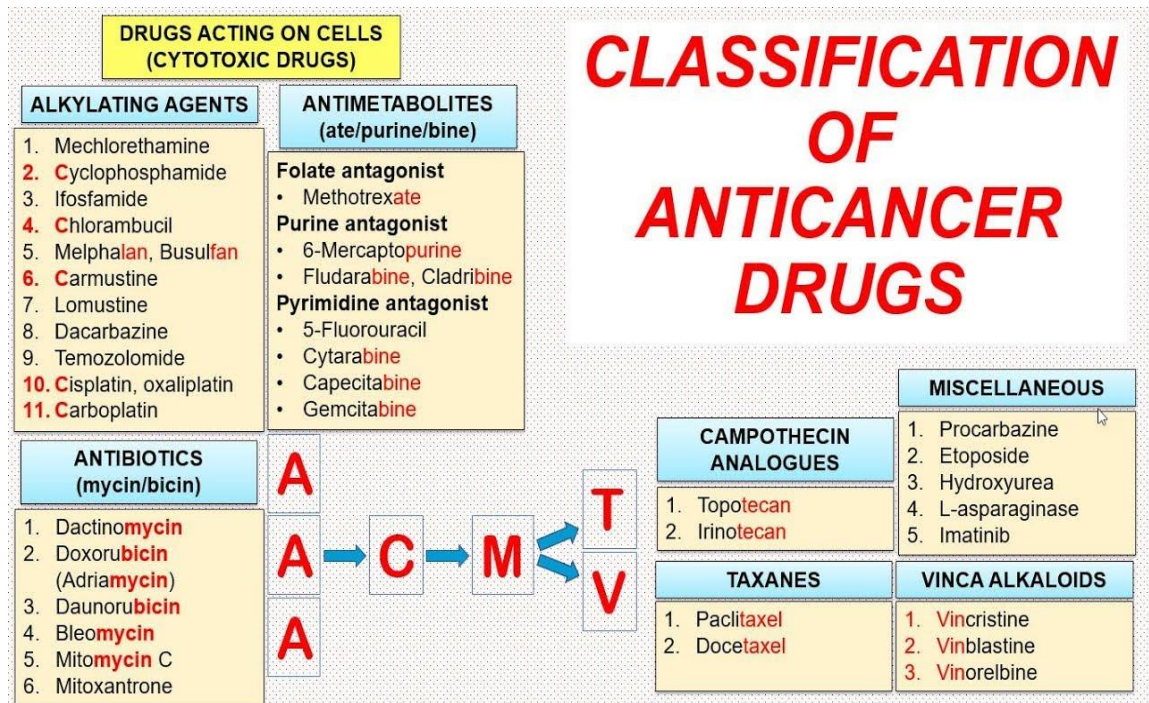 DRUGS ACTING ON CELLS
(CYTOTOXIC DRUGS)
CLASSIFICATION
OF
ANTICANCER
DRUGS
ALKYLATING AGENTS
1. Mechlorethamine
2. Cyclophosphamide
3. Ifosfamide
4. Chlorambucil
5. Melphalan, Busulfan
6. Carmustine
7. Lomustine
8. Dacarbazine
9. Temozolomide
10. Cisplatin, oxaliplatin
11. Carboplatin
ANTIMETABOLITES
(ate/purine/bine)
Folate antagonist
• Methotrexate
Purine antagonist
• 6-Mercaptopurine
• Fludarabine, Cladribine
Pyrimidine antagonist
• 5-Fluorouracil
• Cytarabine
• Capecitabine
• Gemcitabine
ANTIBIOTICS
(mycin/bicin)
1. Dactinomycin
2. Doxorubicin
(Adriamycin)
3. Daunorubicin
4. Bleomycin
5. Mitomycin C
6. Mitoxantrone
A
A
A
C
M
T
V
CAMPOTHECIN
ANALOGUES
1. Topotecan
2. Irinotecan
MISCELLANEOUS
1. Procarbazine
2. Etoposide
3. Hydroxyurea
4. L-asparaginase
5. Imatinib
TAXANES
1. Paclitaxel
2. Docetaxel
VINCA ALKALOIDS
1. Vincristine
2. Vinblastine
3. Vinorelbine